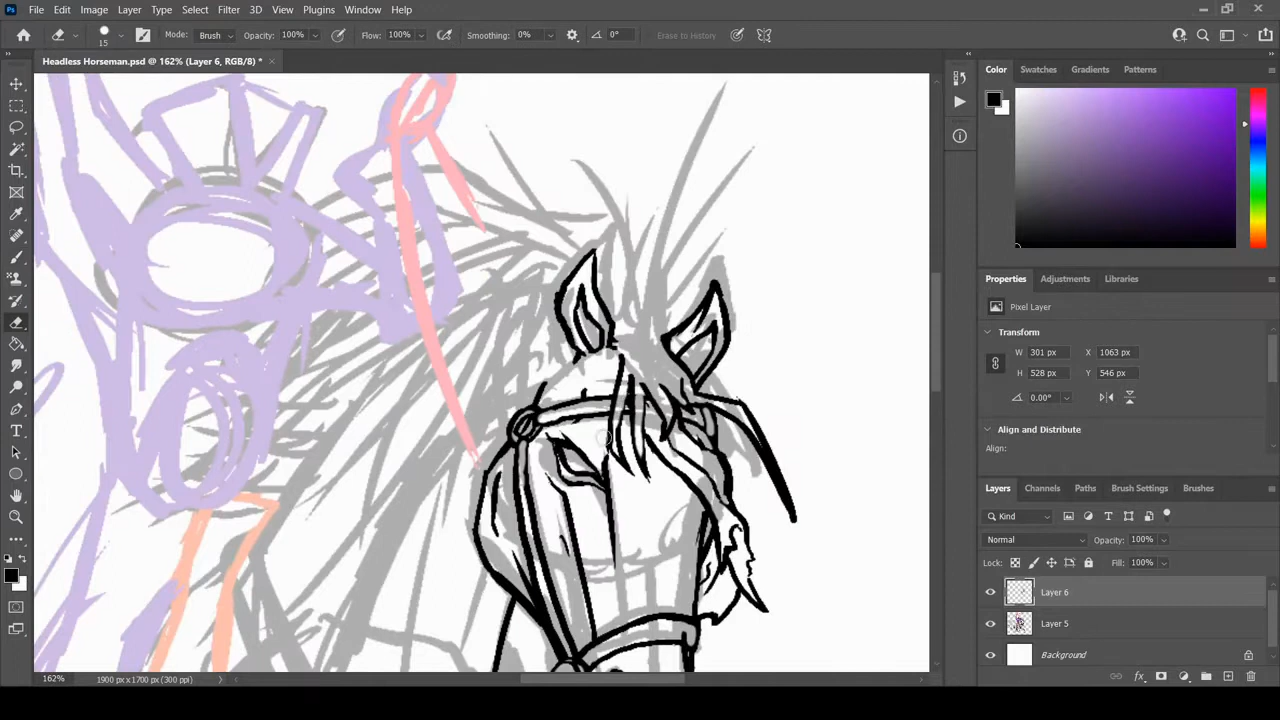 Ps File Edit Image Layer Type Select Filter 3D View Plugins Window Help
15 Mode: Brush Opacity: 100% Flow: 100% Smoothing: 0% 0° Erase to History
Headless Horseman.psd @ 162% (Layer 6, RGB/8) *
Color Swatches Gradients Patterns
Properties Adjustments Libraries
Pixel Layer
Transform
W 301 px X 1063 px
H 528 px Y 546 px
0.00°
Align and Distribute
Align:
Layers Channels Paths Brush Settings Brushes
Kind
Normal Opacity: 100%
Lock: Fill: 100%
Layer 6
Layer 5
Background
162% 1900 px x 1700 px (300 ppi)